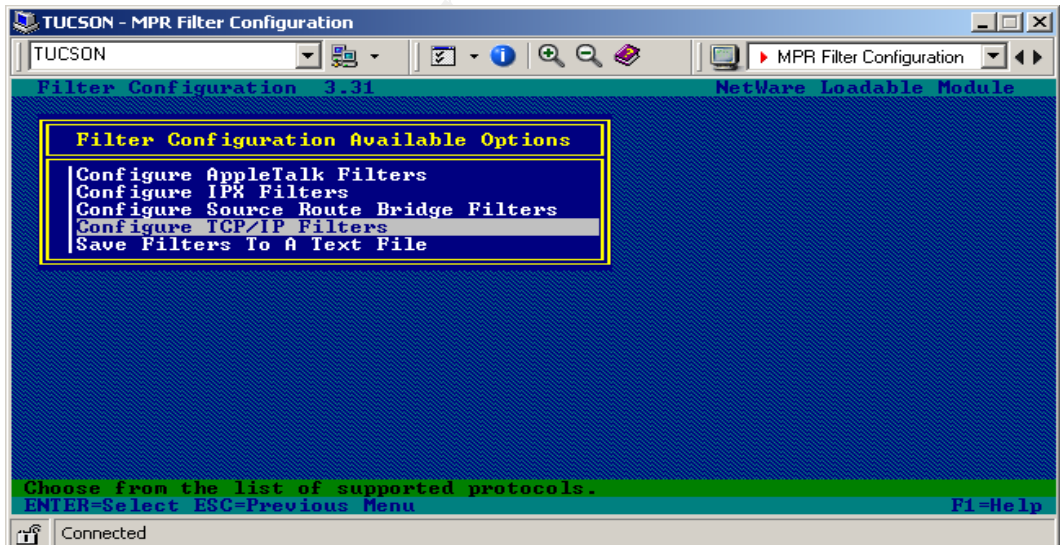 TUCSON - MPR Filter Configuration
TUCSON
MPR Filter Configuration
Filter Configuration 3.31 NetWare Loadable Module
Filter Configuration Available Options
Configure AppleTalk Filters
Configure IPX Filters
Configure Source Route Bridge Filters
Configure TCP/IP Filters
Save Filters To A Text File
Choose from the list of supported protocols.
ENTER=Select ESC=Previous Menu F1=Help
Connected